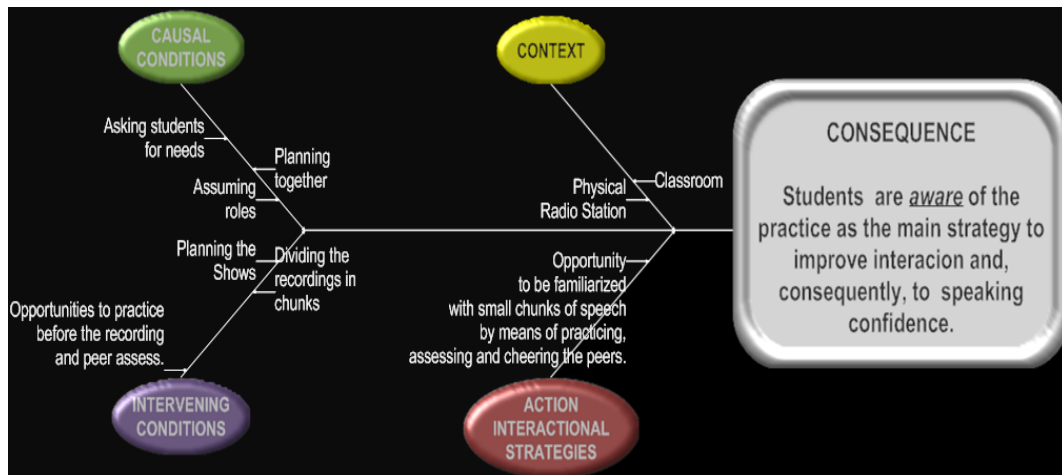 CAUSAL
CONDITIONS
CONTEXT
Asking students
for needs
Planning
together
Assuming
roles
Classroom
Physical
Radio Station
CONSEQUENCE
Students are aware of the
practice as the main strategy to
improve interacion and,
consequently, to speaking
confidence.
Planning the
Shows
Dividing the
recordings in
chunks
Opportunities to practice
before the recording
and peer assess.
Opportunity
to be familiarized
with small chunks of speech
by means of practicing,
assessing and cheering the peers.
INTERVENING
CONDITIONS
ACTION
INTERACTIONAL
STRATEGIES